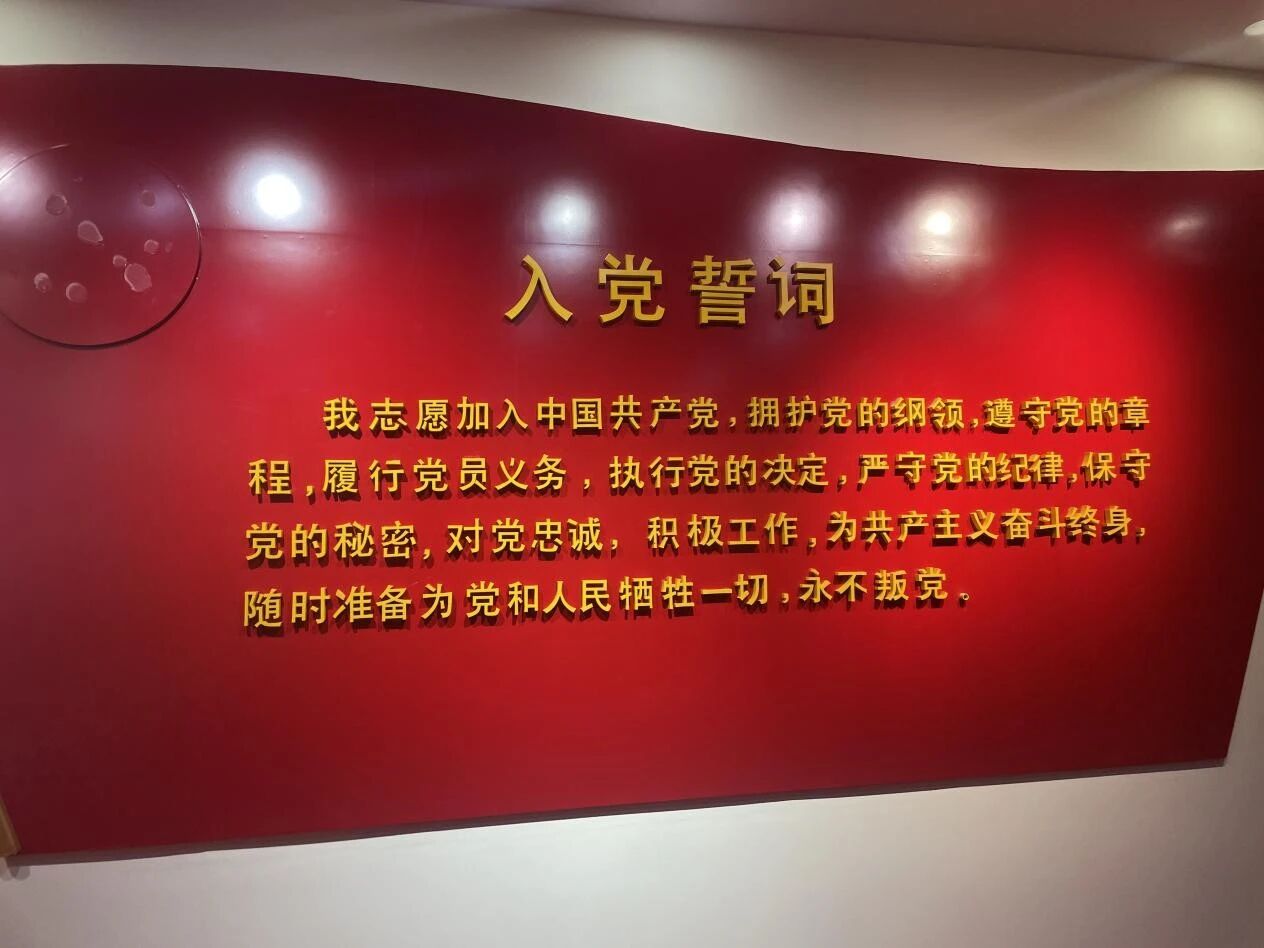 入党誓词
我志愿加入中国共产党，拥护党的纲领，遵守党的章
程，履行党员义务，执行党的决定，严守党的纪律，保守
党的秘密，对党忠诚，积极工作，为共产主义奋斗终身，
随时准备为党和人民牺牲一切，永不叛党。